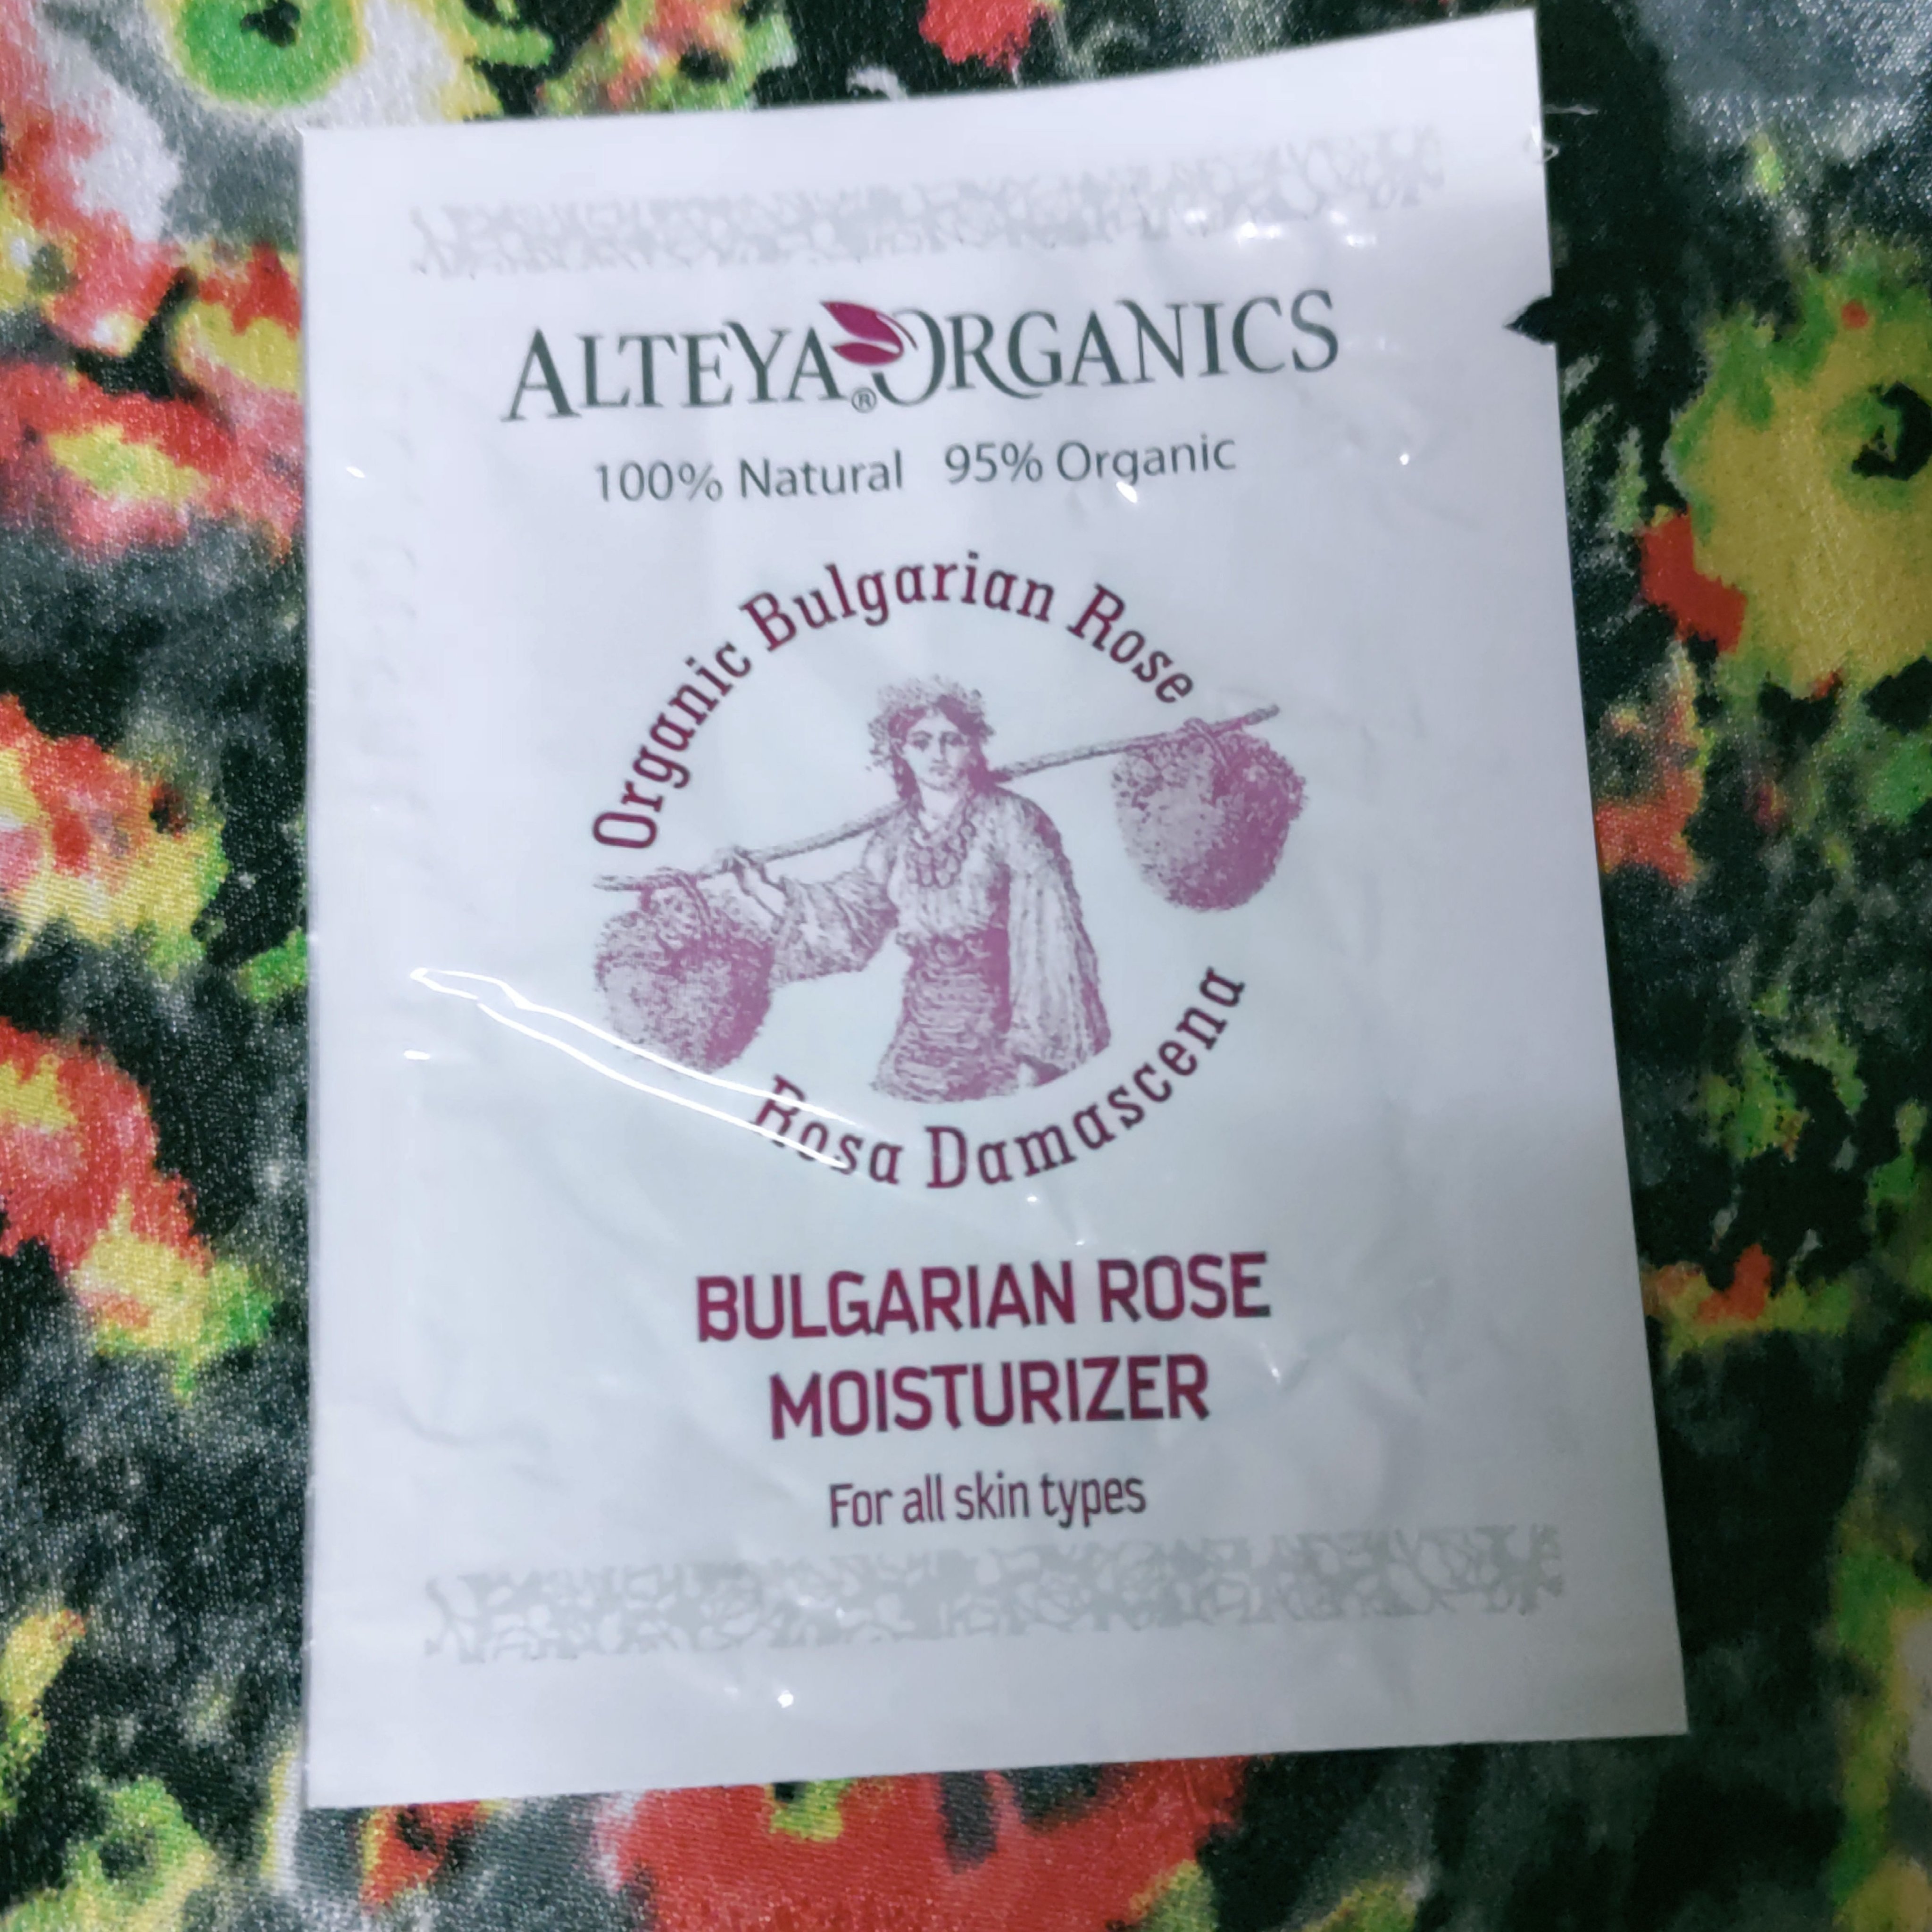 ALTEYA ORGANICS
®
100% Natural 95% Organic
Organic Bulgarian Rose
Rosa Damascena
BULGARIAN ROSE
MOISTURIZER
For all skin types